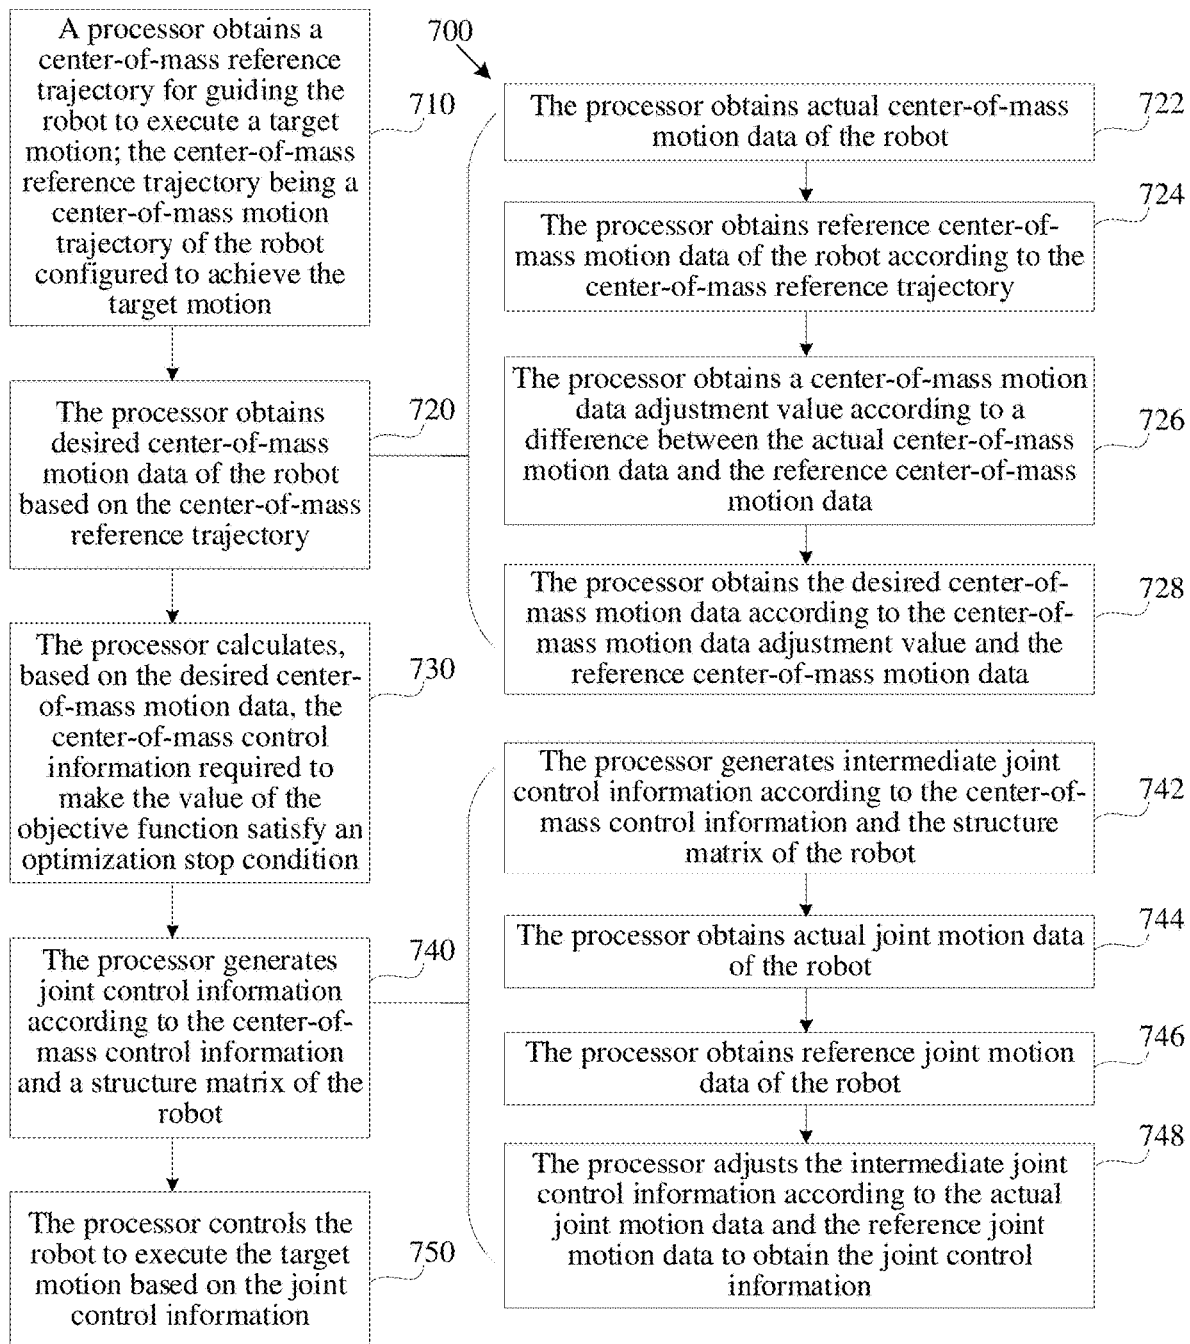 A processor obtains a
center-of-mass reference
trajectory for guiding the
robot to execute a target
motion; the center-of-mass
reference trajectory being a
center-of-mass motion
trajectory of the robot
configured to achieve the
target motion
710
The processor obtains
desired center-of-mass
motion data of the robot
based on the center-of-mass
reference trajectory
720
The processor calculates,
based on the desired center-
of-mass motion data, the
center-of-mass control
information required to
make the value of the
objective function satisfy an
optimization stop condition
730
The processor generates
joint control information
according to the center-of-
mass control information
and a structure matrix of the
robot
740
The processor controls the
robot to execute the target
motion based on the joint
control information
750
700
The processor obtains actual center-of-mass
motion data of the robot
722
The processor obtains reference center-of-
mass motion data of the robot according to the
center-of-mass reference trajectory
724
The processor obtains a center-of-mass motion
data adjustment value according to a
difference between the actual center-of-mass
motion data and the reference center-of-mass
motion data
726
The processor obtains the desired center-of-
mass motion data according to the center-of-
mass motion data adjustment value and the
reference center-of-mass motion data
728
The processor generates intermediate joint
control information according to the center-of-
mass control information and the structure
matrix of the robot
742
The processor obtains actual joint motion data
of the robot
744
The processor obtains reference joint motion
data of the robot
746
The processor adjusts the intermediate joint
control information according to the actual
joint motion data and the reference joint
motion data to obtain the joint control
information
748